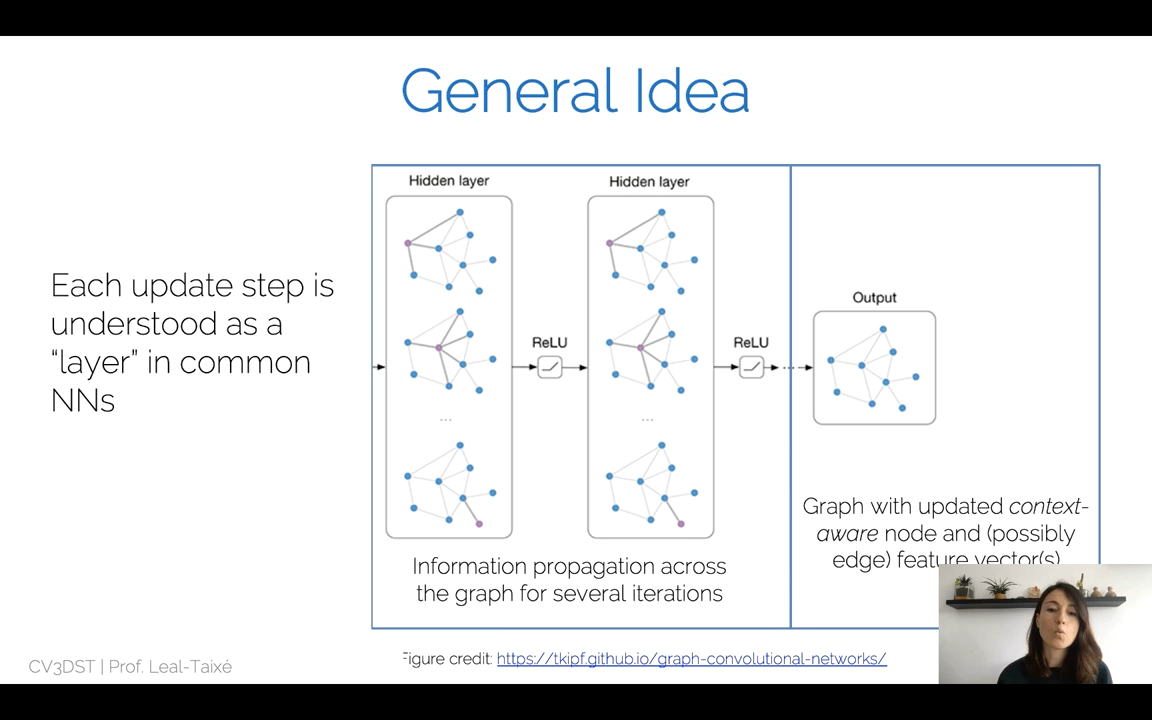 General Idea
Each update step is
understood as a
“layer” in common
NNs
Hidden layer
Hidden layer
ReLU
ReLU
Output
...
...
Information propagation across
the graph for several iterations
Graph with updated context-
aware node and (possibly
edge) feature vector(s)
CV3DST | Prof. Leal-Taixé
Figure credit: https://tkipf.github.io/graph-convolutional-networks/